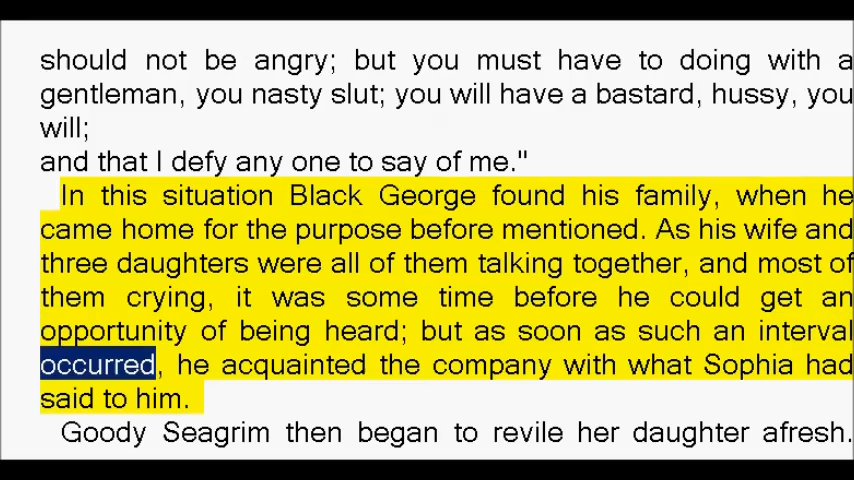 should not be angry; but you must have to doing with a
gentleman, you nasty slut; you will have a bastard, hussy, you
will;
and that I defy any one to say of me."
In this situation Black George found his family, when he
came home for the purpose before mentioned. As his wife and
three daughters were all of them talking together, and most of
them crying, it was some time before he could get an
opportunity of being heard; but as soon as such an interval
occurred, he acquainted the company with what Sophia had
said to him.
Goody Seagrim then began to revile her daughter afresh.